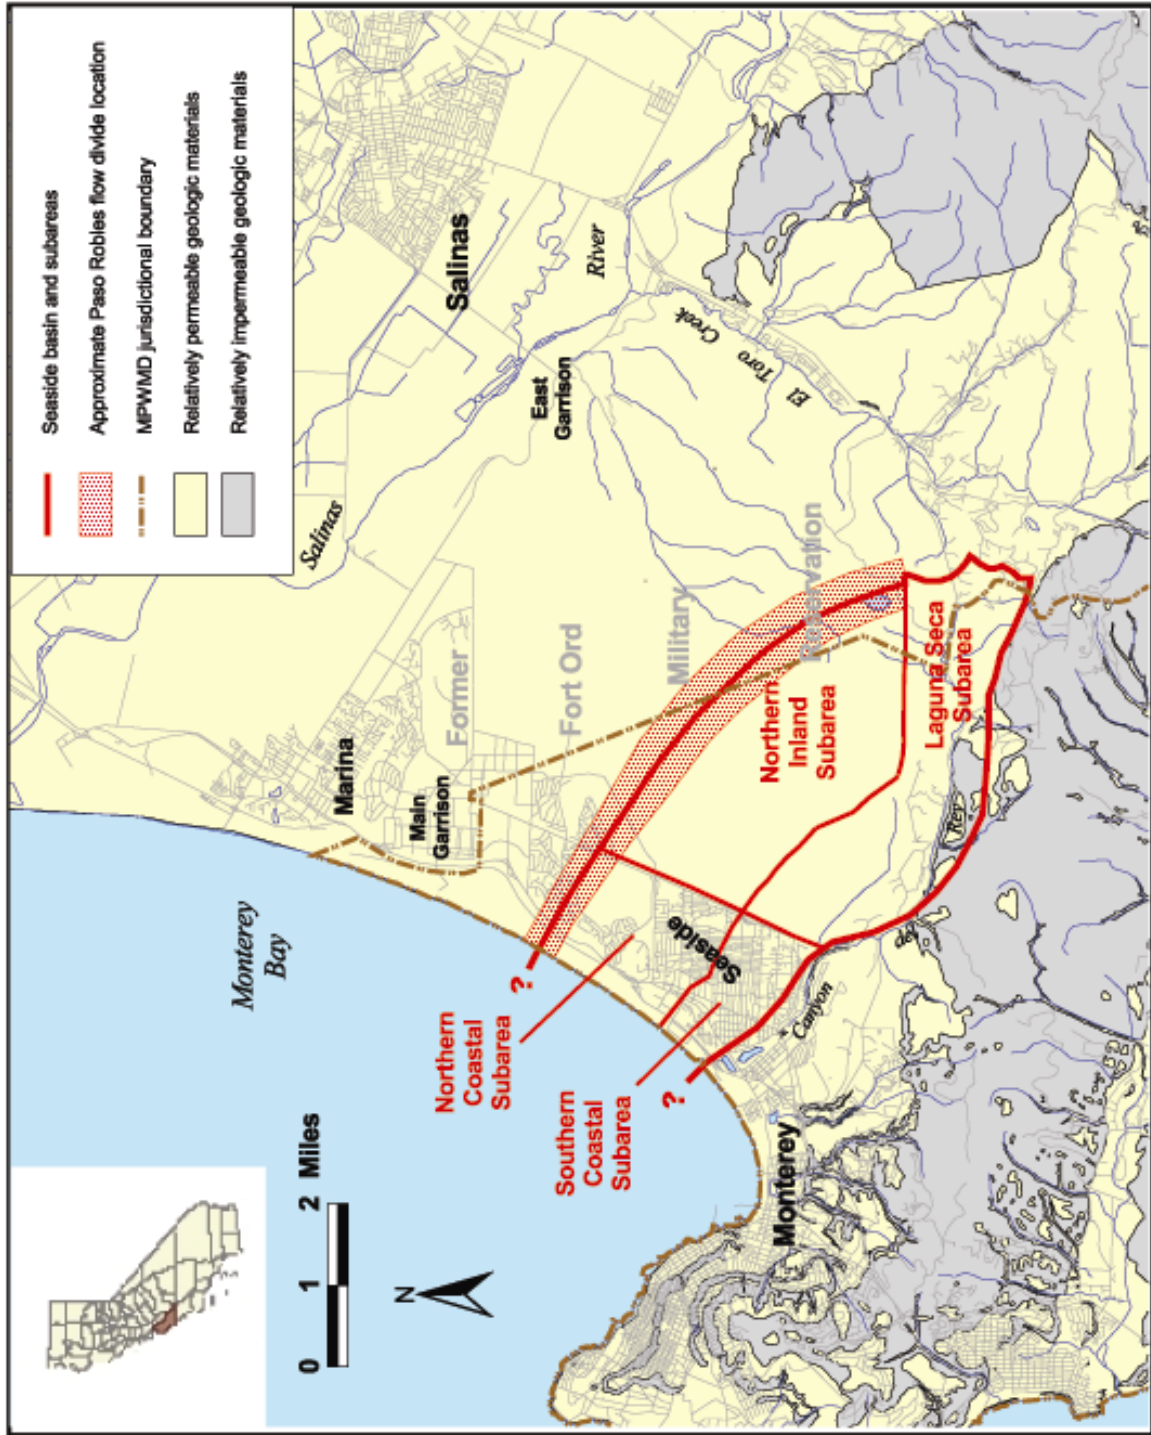 Seaside basin and subareas
Approximate Paso Robles flow divide location
MPWMD jurisdictional boundary
Relatively permeable geologic materials
Relatively impermeable geologic materials
0 1 2 Miles
N
Monterey
Bay
Salinas
River
Salinas
East
Garrison
El Toro Creek
Marina
Main
Garrison
Former
Fort Ord
Military
Reservation
?
Northern
Coastal
Subarea
Southern
Coastal
Subarea
?
Seaside
Northern
Inland
Subarea
Laguna Seca
Subarea
Canyon
del
Rey
Monterey